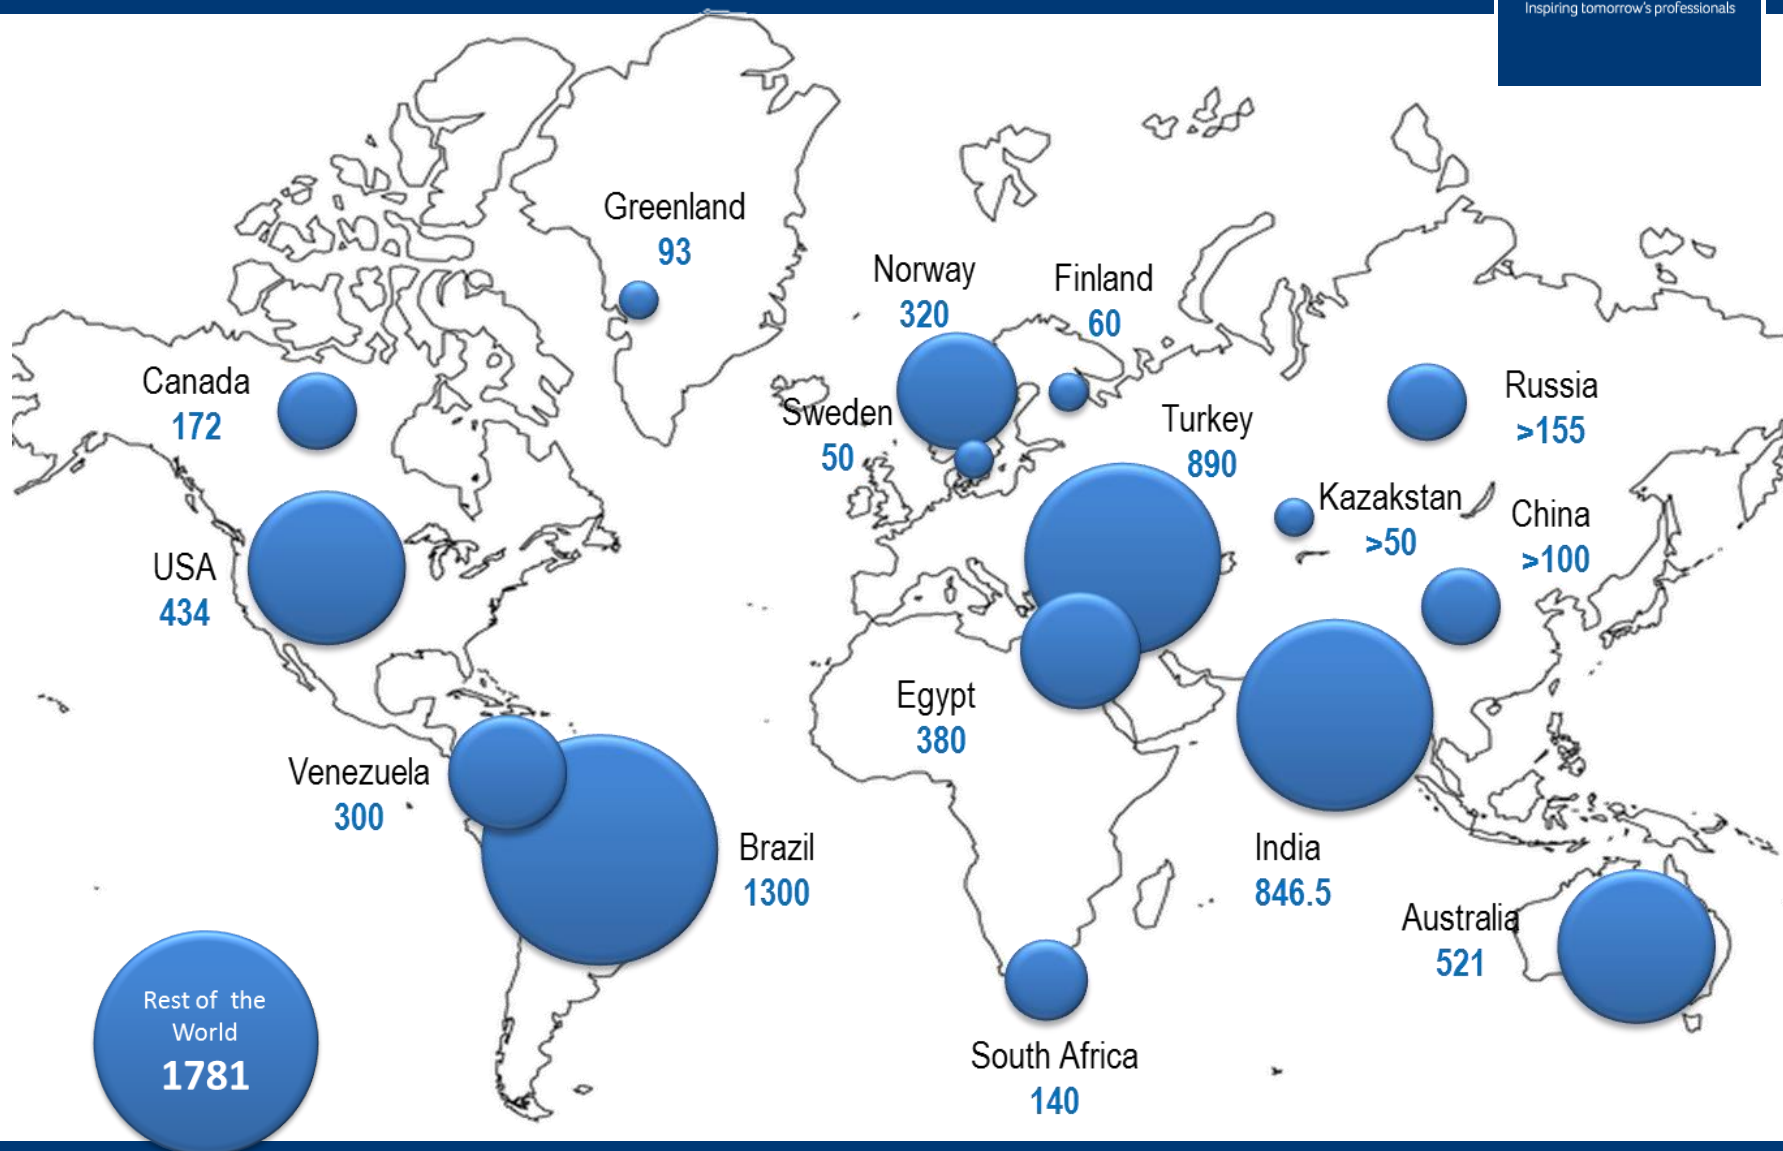 Inspiring tomorrow's professionals
Greenland
93
Norway
320
Finland
60
Canada
172
Sweden
50
Turkey
890
Russia
>155
Kazakstan
>50
China
>100
USA
434
Egypt
380
Venezuela
300
Brazil
1300
India
846.5
Australia
521
Rest of the
World
1781
South Africa
140